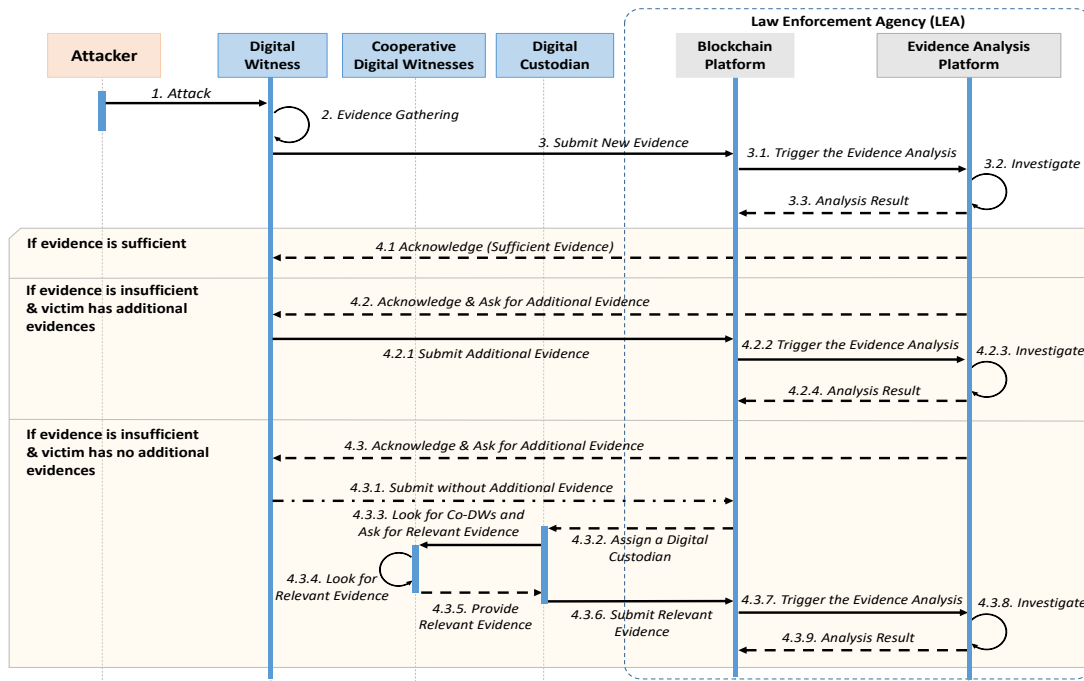 Law Enforcement Agency (LEA)
Attacker
Digital
Witness
Cooperative
Digital Witnesses
Digital
Custodian
Blockchain
Platform
Evidence Analysis
Platform
1. Attack
2. Evidence Gathering
3. Submit New Evidence
3.1. Trigger the Evidence Analysis
3.2. Investigate
3.3. Analysis Result
If evidence is sufficient
4.1 Acknowledge (Sufficient Evidence)
If evidence is insufficient
& victim has additional
evidences
4.2. Acknowledge & Ask for Additional Evidence
4.2.1 Submit Additional Evidence
4.2.2 Trigger the Evidence Analysis
4.2.3. Investigate
4.2.4. Analysis Result
If evidence is insufficient
& victim has no additional
evidences
4.3. Acknowledge & Ask for Additional Evidence
4.3.1. Submit without Additional Evidence
4.3.2. Assign a Digital
Custodian
4.3.3. Look for Co-DWs and
Ask for Relevant Evidence
4.3.4. Look for
Relevant Evidence
4.3.5. Provide
Relevant Evidence
4.3.6. Submit Relevant
Evidence
4.3.7. Trigger the Evidence Analysis
4.3.8. Investigate
4.3.9. Analysis Result